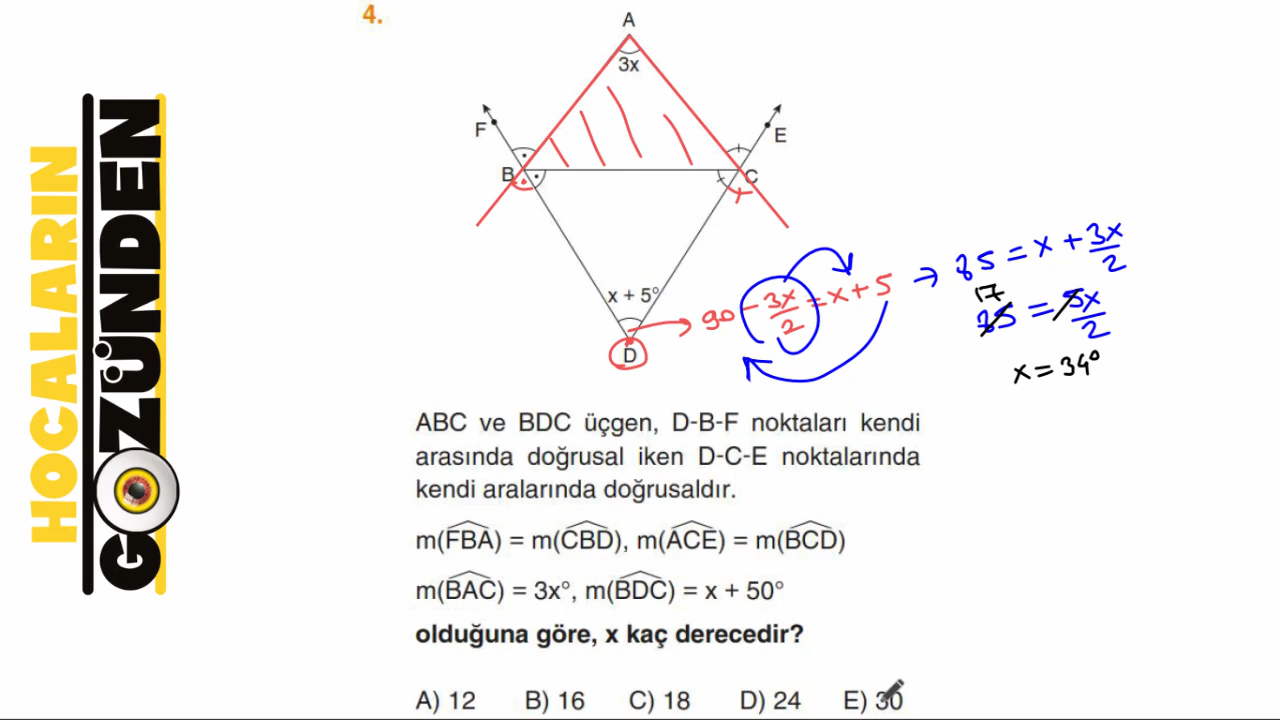 HOCALARIN
GÖZÜNDEN
4.
A
3x
F
E
B
C
x + 5°
D
90 - 3x/2 = x + 5
→ 85 = x + 3x/2
17
85 = 5x/2
x = 34°
ABC ve BDC üçgen, D-B-F noktaları kendi
arasında doğrusal iken D-C-E noktalarında
kendi aralarında doğrusaldır.
m(FBA) = m(CBD), m(ACE) = m(BCD)
m(BAC) = 3x°, m(BDC) = x + 50°
olduğuna göre, x kaç derecedir?
A) 12 B) 16 C) 18 D) 24 E) 30